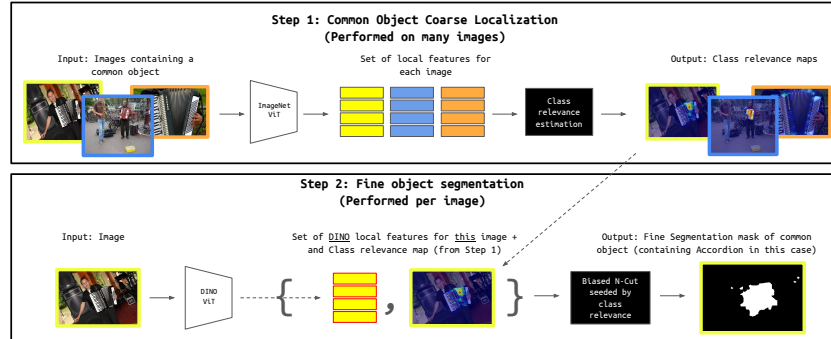 Step 1: Common Object Coarse Localization
(Performed on many images)
Input: Images containing a
common object
Set of local features for
each image
Output: Class relevance maps
ImageNet
ViT
Class
relevance
estimation
Step 2: Fine object segmentation
(Performed per image)
Input: Image
Set of DINO local features for this image +
and Class relevance map (from Step 1)
Output: Fine Segmentation mask of common
object (containing Accordion in this case)
DINO
ViT
{
,
}
Biased N-Cut
seeded by
class
relevance